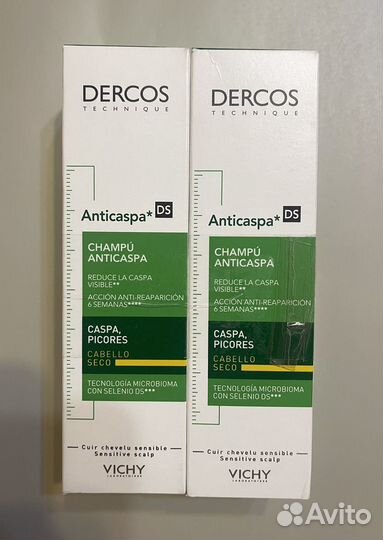 DERCOS
TECHNIQUE
Anticaspa* DS
CHAMPÚ
ANTICASPA
REDUCE LA CASPA
VISIBLE**
ACCIÓN ANTI-REAPARICIÓN
6 SEMANAS****
CASPA,
PICORES
CABELLO
SECO
TECNOLOGÍA MICROBIOMA
CON SELENIO DS***
Cuir chevelu sensible
Sensitive scalp
VICHY
LABORATOIRES
DERCOS
TECHNIQUE
Anticaspa* DS
CHAMPÚ
ANTICASPA
REDUCE LA CASPA
VISIBLE**
ACCIÓN ANTI-REAPARICIÓN
6 SEMANAS****
CASPA,
PICORES
CABELLO
SECO
TECNOLOGÍA MICROBIOMA
CON SELENIO DS***
Cuir chevelu sensible
Sensitive scalp
VICHY
LABORATOIRES
Avito